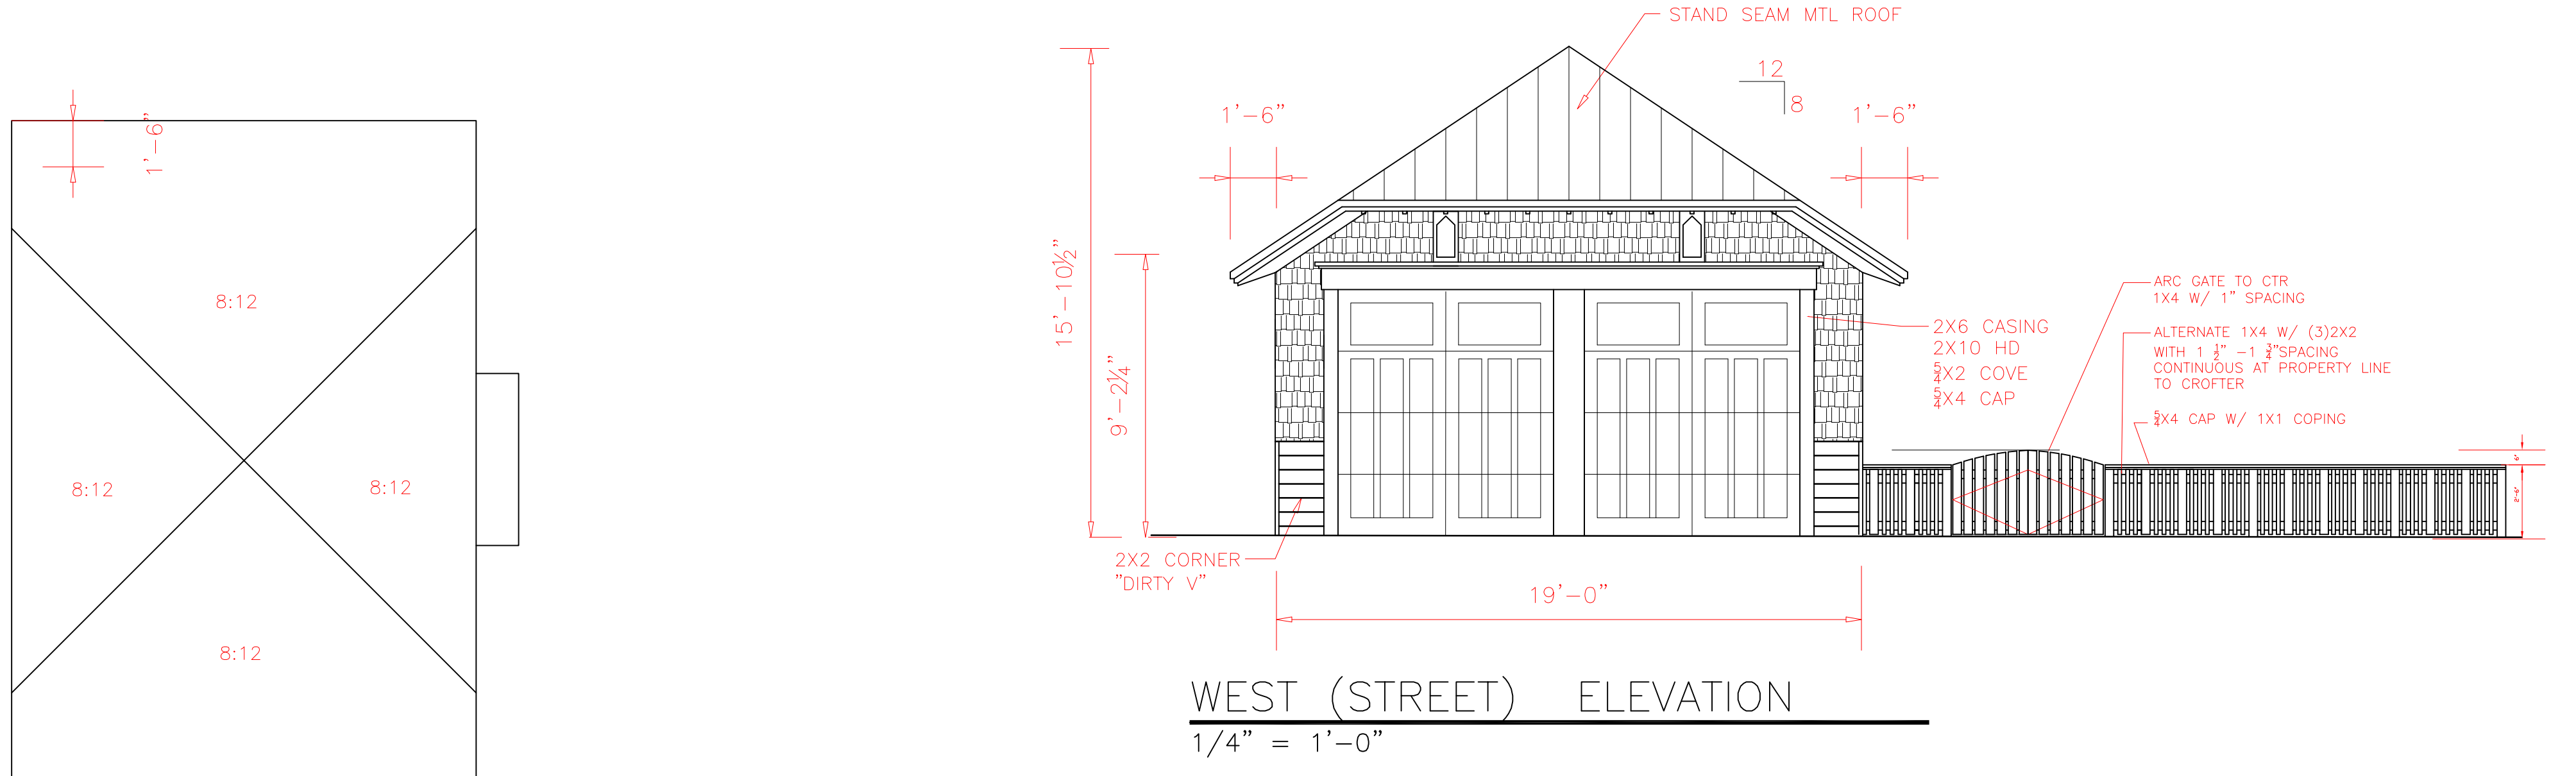 1'-6"
8:12
8:12
8:12
8:12
STAND SEAM MTL ROOF
12
8
1'-6"
1'-6"
15'-10½"
9'-2¼"
2X6 CASING
2X10 HD
5/4X2 COVE
5/4X4 CAP
ARC GATE TO CTR
1X4 W/ 1" SPACING
ALTERNATE 1X4 W/ (3)2X2
WITH 1 1/2" -1 3/4"SPACING
CONTINUOUS AT PROPERTY LINE
TO CROFTER
5/4X4 CAP W/ 1X1 COPING
6"
2'-6"
2X2 CORNER
"DIRTY V"
19'-0"
WEST (STREET) ELEVATION
1/4" = 1'-0"